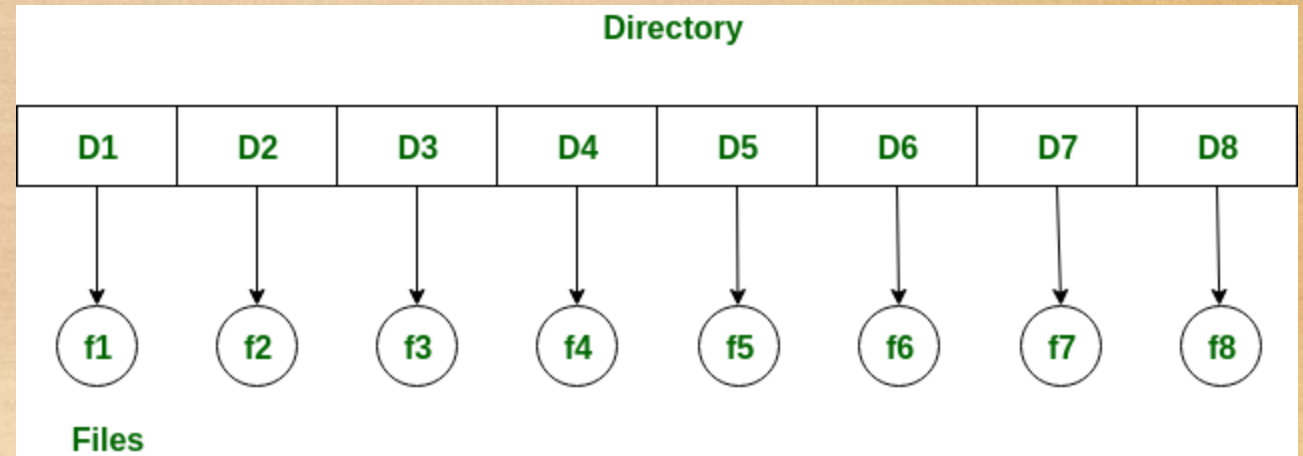 Directory
D1 D2 D3 D4 D5 D6 D7 D8
f1 f2 f3 f4 f5 f6 f7 f8
Files